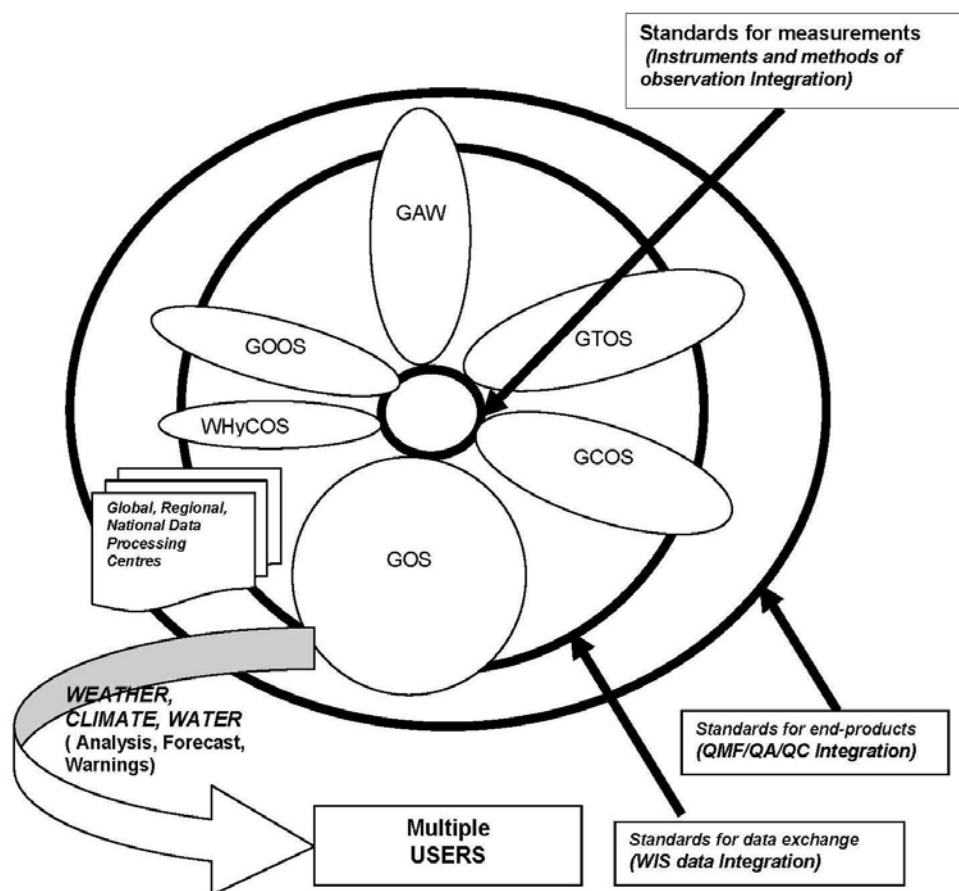 Standards for measurements
(Instruments and methods of
observation Integration)
GAW
GOOS
GTOS
WHyCOS
GCOS
Global, Regional,
National Data
Processing
Centres
GOS
WEATHER,
CLIMATE, WATER
( Analysis, Forecast,
Warnings)
Standards for end-products
(QMF/QA/QC Integration)
Multiple
USERS
Standards for data exchange
(WIS data Integration)